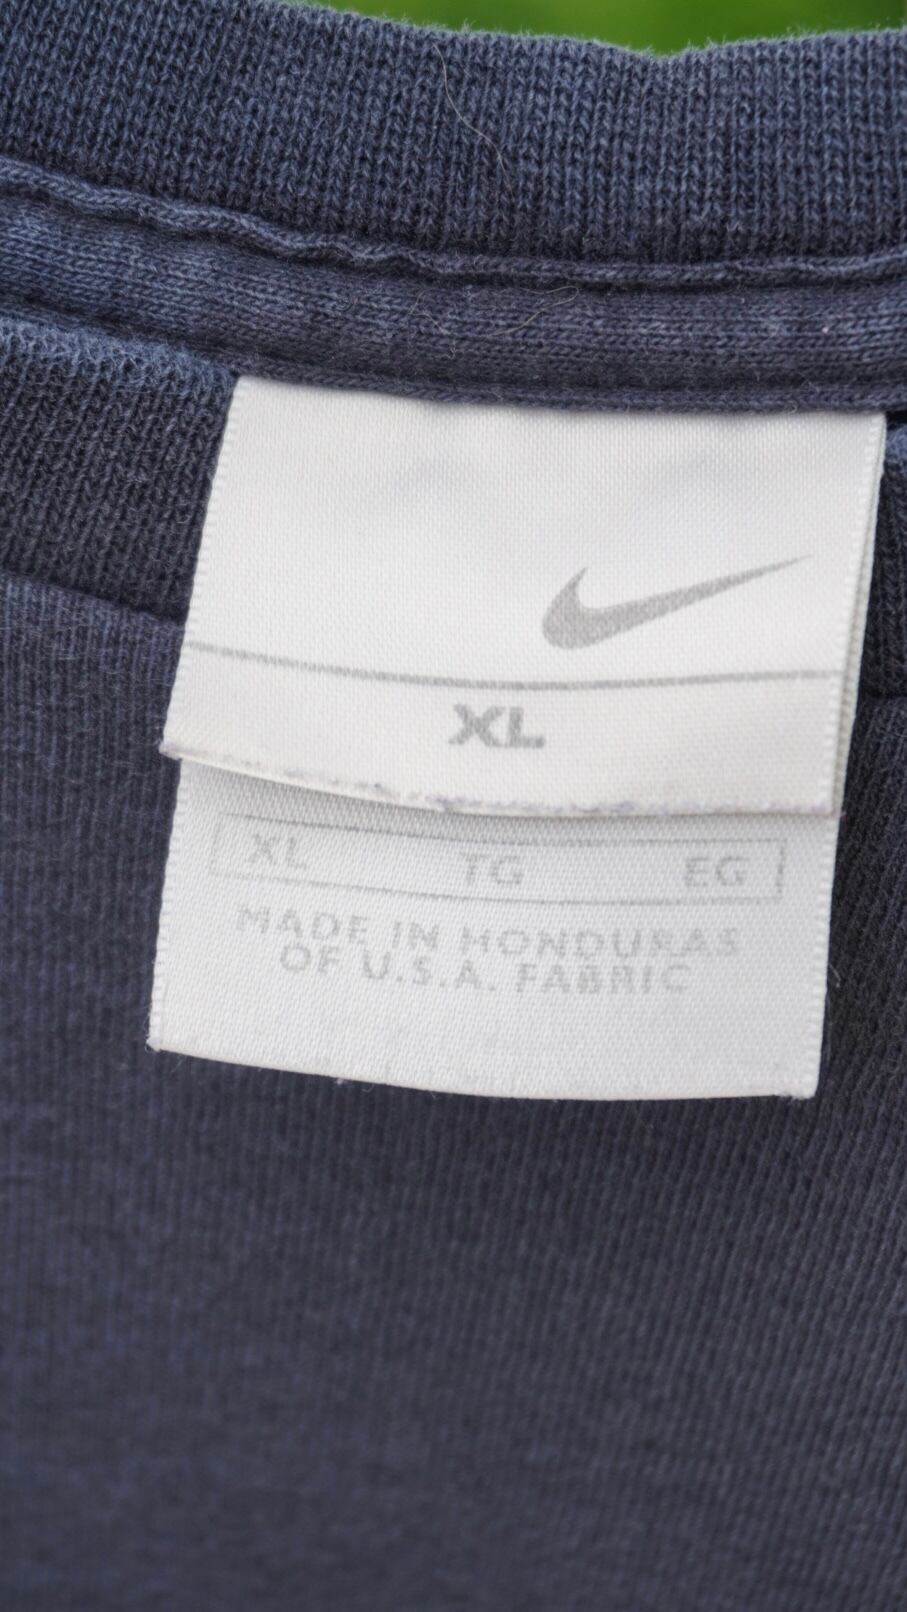 XL
XL TG EG
MADE IN HONDURAS
OF U.S.A. FABRIC